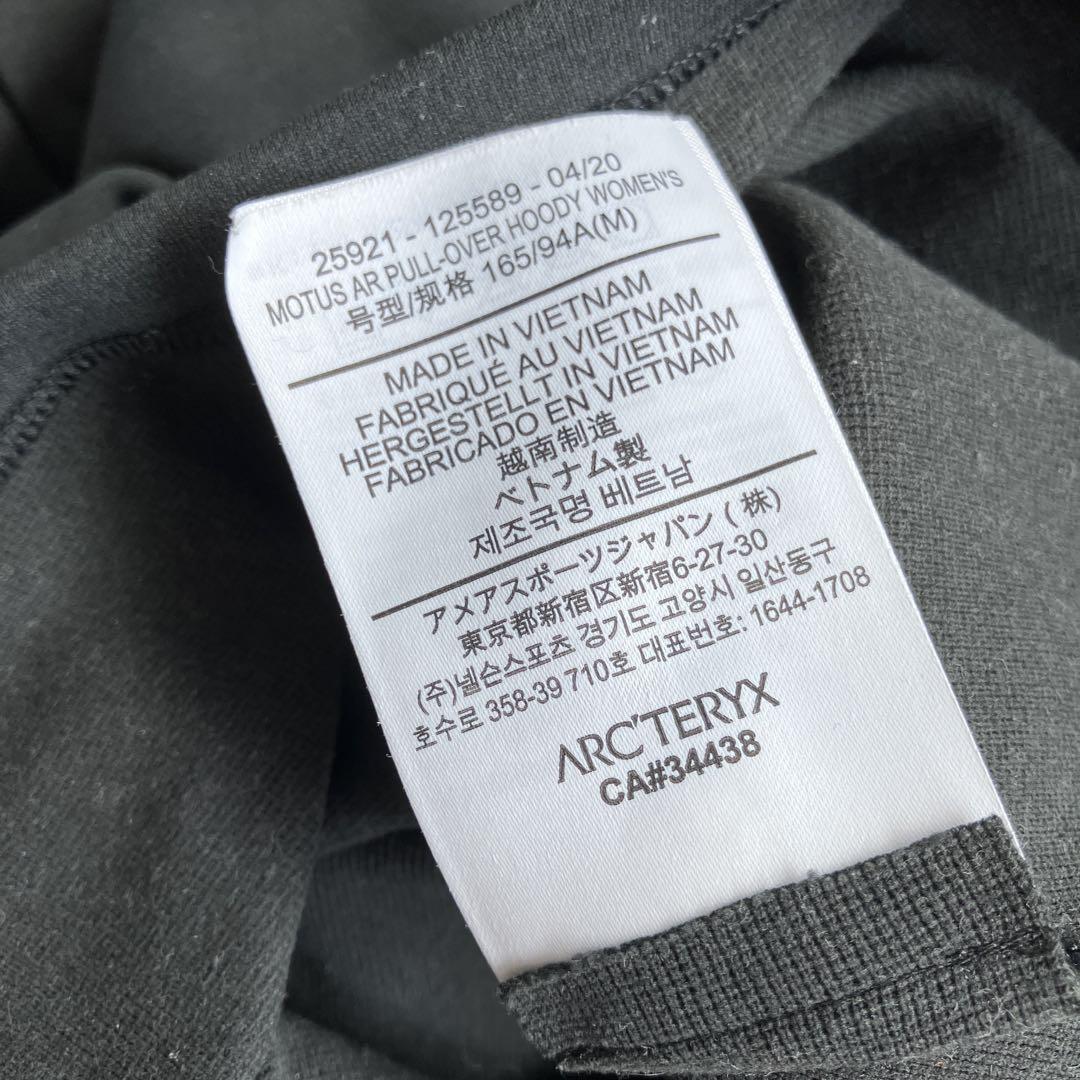 25921 - 125589 - 04/20
MOTUS AR PULL-OVER HOODY WOMEN'S
号型/规格 165/94A(M)
MADE IN VIETNAM
FABRIQUÉ AU VIETNAM
HERGESTELLT IN VIETNAM
FABRICADO EN VIETNAM
越南制造
ベトナム製
제조국명 베트남
アメアスポーツジャパン(株)
東京都新宿区新宿6-27-30
(주)넬슨스포츠 경기도 고양시 일산동구
호수로 358-39 710호 대표번호: 1644-1708
ARC'TERYX
CA#34438